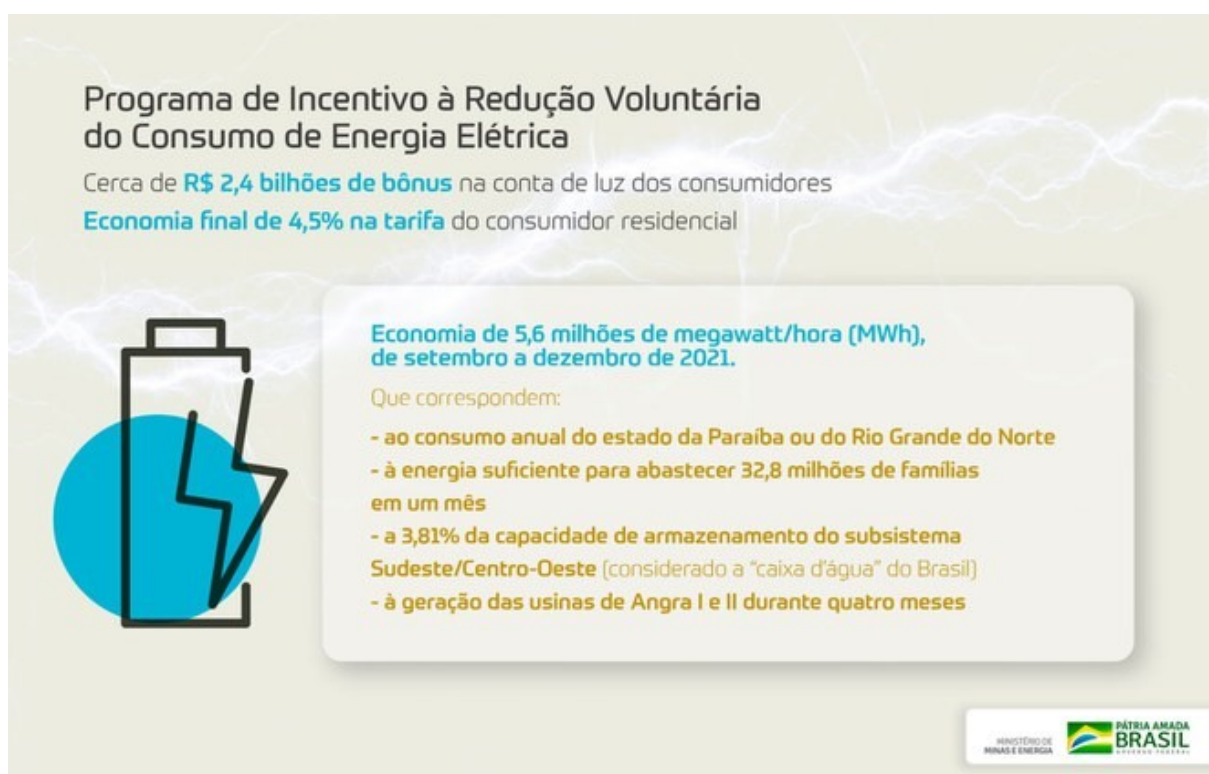 Programa de Incentivo à Redução Voluntária
do Consumo de Energia Elétrica
Cerca de R$ 2,4 bilhões de bônus na conta de luz dos consumidores
Economia final de 4,5% na tarifa do consumidor residencial
Economia de 5,6 milhões de megawatt/hora (MWh),
de setembro a dezembro de 2021.
Que correspondem:
- ao consumo anual do estado da Paraíba ou do Rio Grande do Norte
- à energia suficiente para abastecer 32,8 milhões de famílias
em um mês
- a 3,81% da capacidade de armazenamento do subsistema
Sudeste/Centro-Oeste (considerado a "caixa d'água" do Brasil)
- à geração das usinas de Angra I e II durante quatro meses
MINISTÉRIO DE
MINAS E ENERGIA
PÁTRIA AMADA
BRASIL
GOVERNO FEDERAL